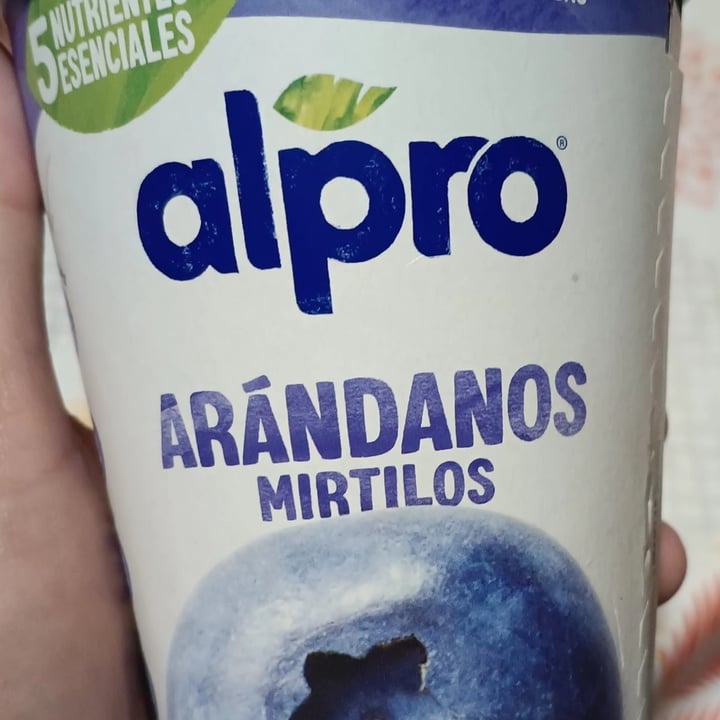 5 NUTRIENTES
ESENCIALES
alpro®
ARÁNDANOS
MIRTILOS